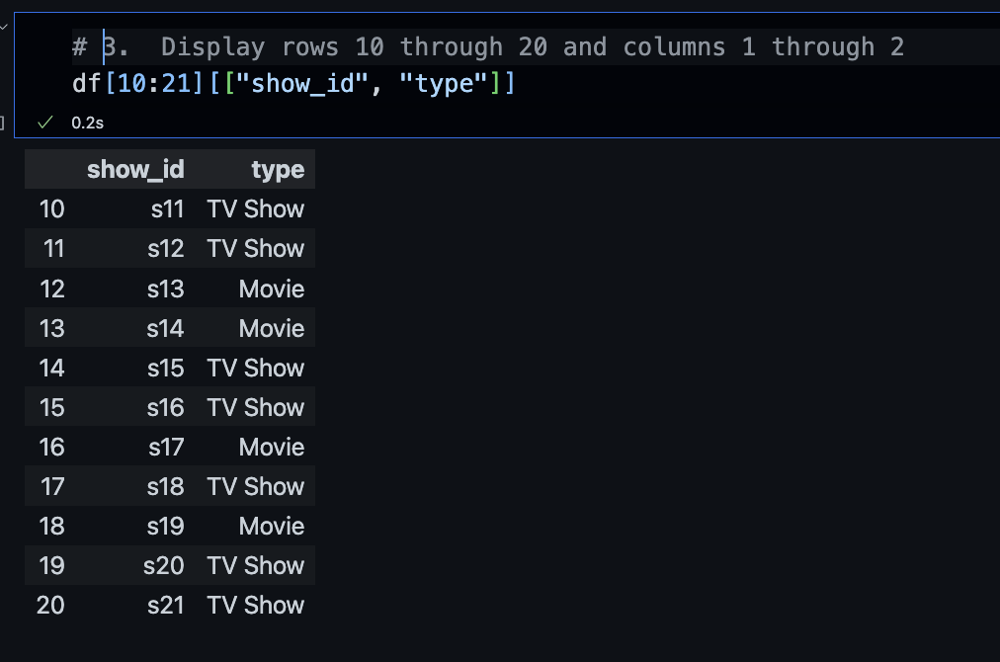 # 3.  Display rows 10 through 20 and columns 1 through 2
df[10:21][["show_id", "type"]]
0.2s
show_id type
10 s11 TV Show
11 s12 TV Show
12 s13 Movie
13 s14 Movie
14 s15 TV Show
15 s16 TV Show
16 s17 Movie
17 s18 TV Show
18 s19 Movie
19 s20 TV Show
20 s21 TV Show